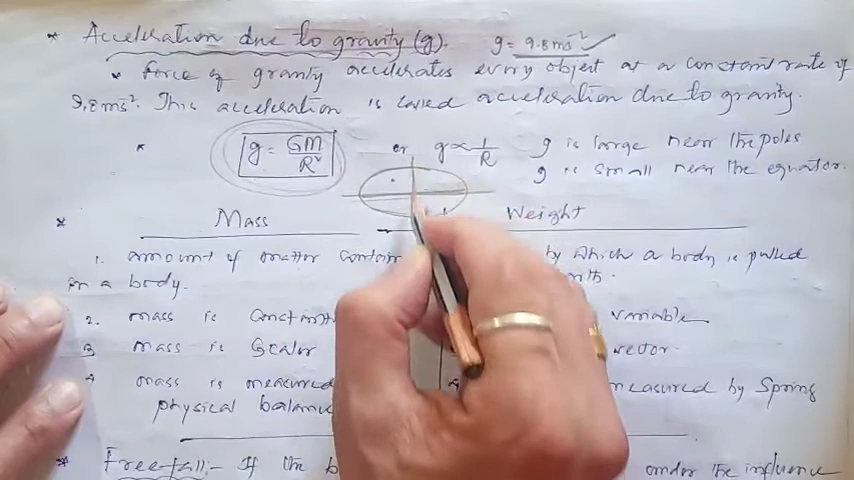 * Acceleration due to gravity (g). g = 9.8ms⁻²
* Force of gravity accelerates every object at a constant rate of
9.8ms⁻². This acceleration is called acceleration due to gravity.
* g = GM/R² or g ∝ 1/R g is large near the poles
g is small near the equator.
* Mass Weight
1. amount of matter contain by which a body is pulled
in a body.
2. mass is constant variable.
3 mass is Scalar vector.
4 mass is measured measured by Spring
physical balance
* Free-fall:- If the b under the influence